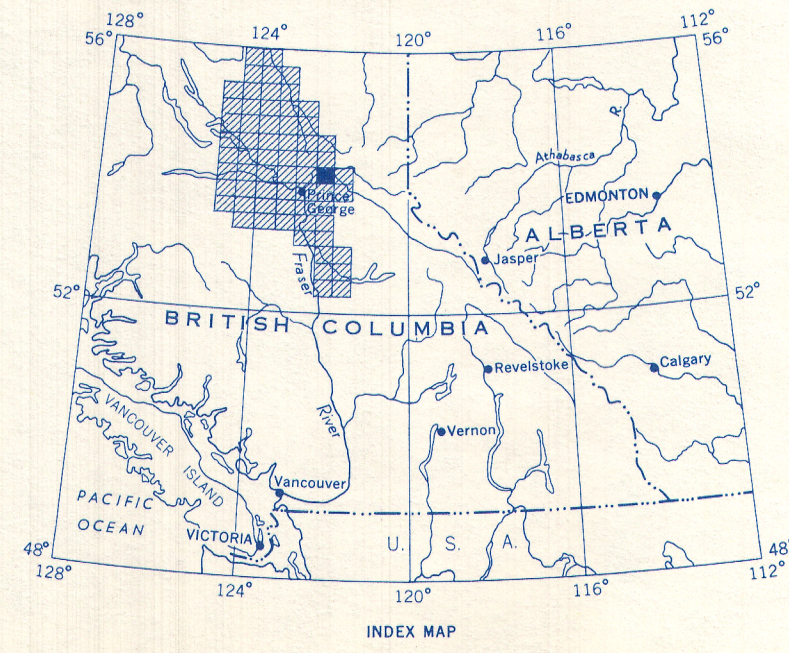 128°
124°
120°
116°
112°
56°
56°
R.
Athabasca
EDMONTON
Prince
George
ALBERTA
Jasper
Fraser
52°
52°
BRITISH COLUMBIA
Revelstoke
Calgary
VANCOUVER
ISLAND
River
Vernon
Vancouver
PACIFIC
OCEAN
VICTORIA
U. S. A.
48°
48°
128°
112°
124°
120°
116°
INDEX MAP